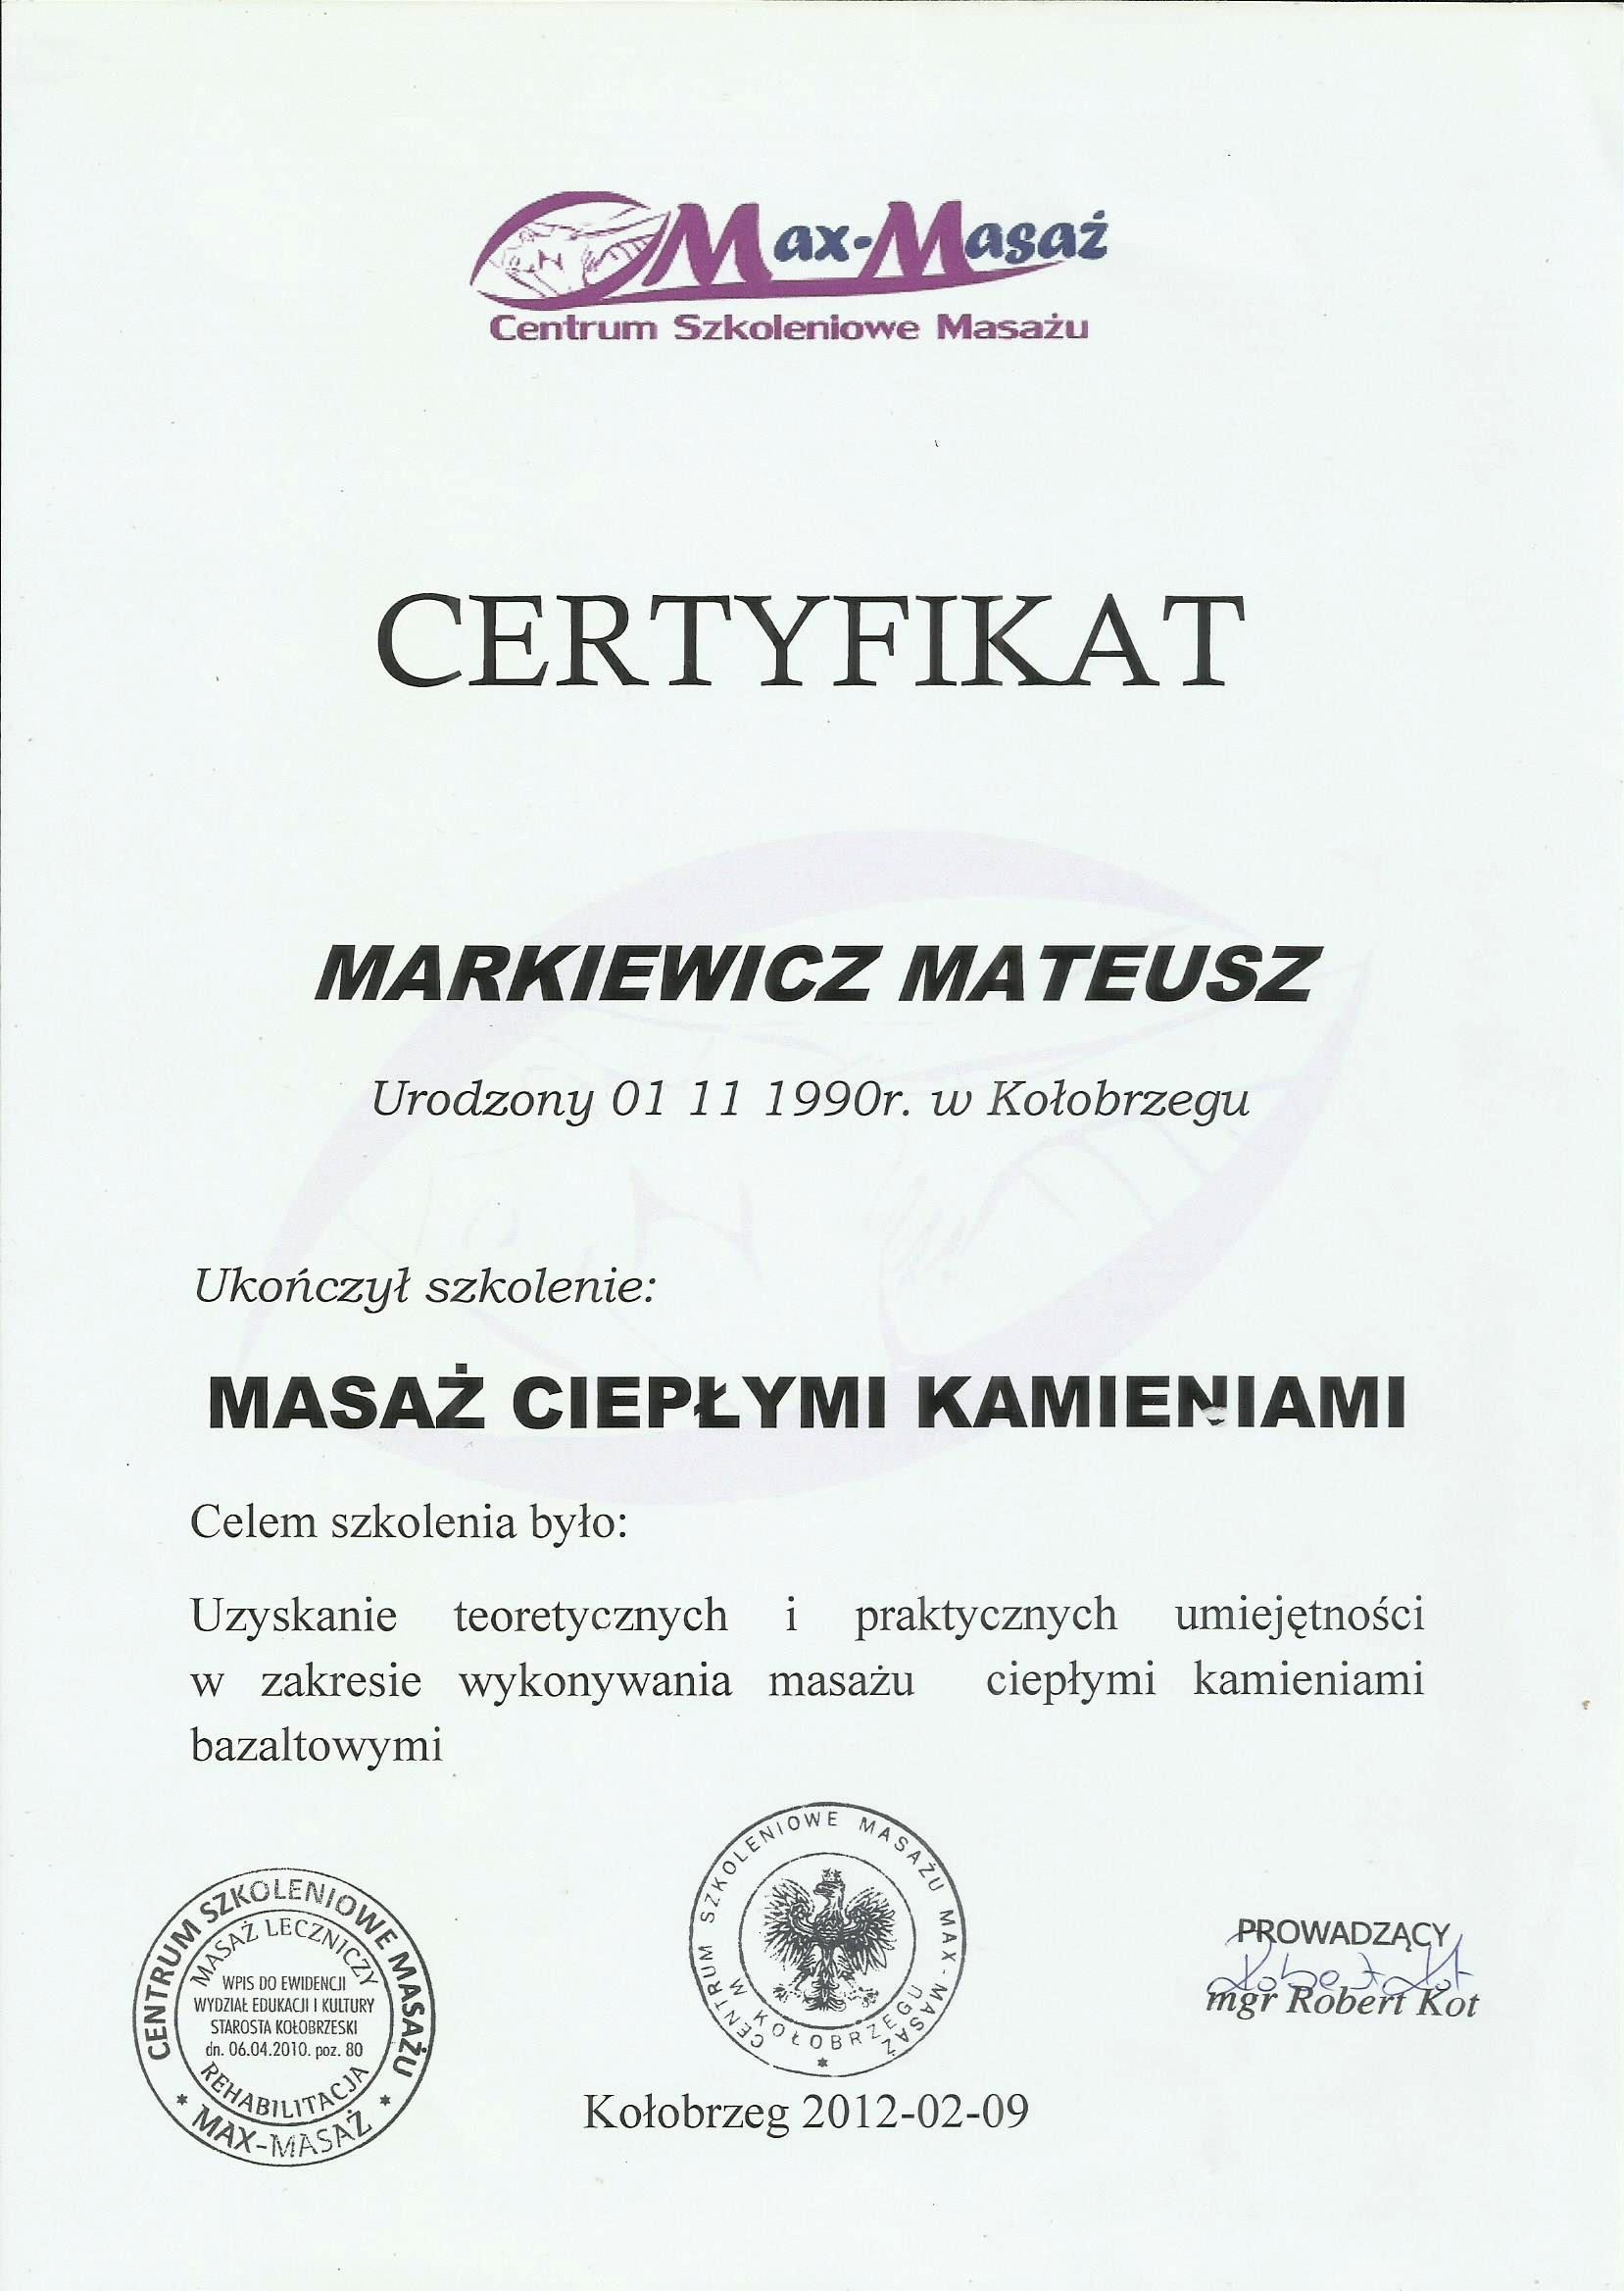 Max-Masaż
Centrum Szkoleniowe Masażu
CERTYFIKAT
MARKIEWICZ MATEUSZ
Urodzony 01 11 1990r. w Kołobrzegu
Ukończył szkolenie:
MASAŻ CIEPŁYMI KAMIENIAMI
Celem szkolenia było:
Uzyskanie teoretycznych i praktycznych umiejętności
w zakresie wykonywania masażu ciepłymi kamieniami
bazaltowymi
CENTRUM SZKOLENIOWE MASAŻU
MASAŻ LECZNICZY
WPIS DO EWIDENCJI
WYDZIAŁ EDUKACJI I KULTURY
STAROSTA KOŁOBRZESKI
dn. 06.04.2010. poz. 80
REHABILITACJA
* MAX-MASAŻ *
CENTRUM SZKOLENIOWE MASAŻU MAX-MASAŻ
W KOŁOBRZEGU
*
PROWADZĄCY
Robert Kot
mgr Robert Kot
Kołobrzeg 2012-02-09